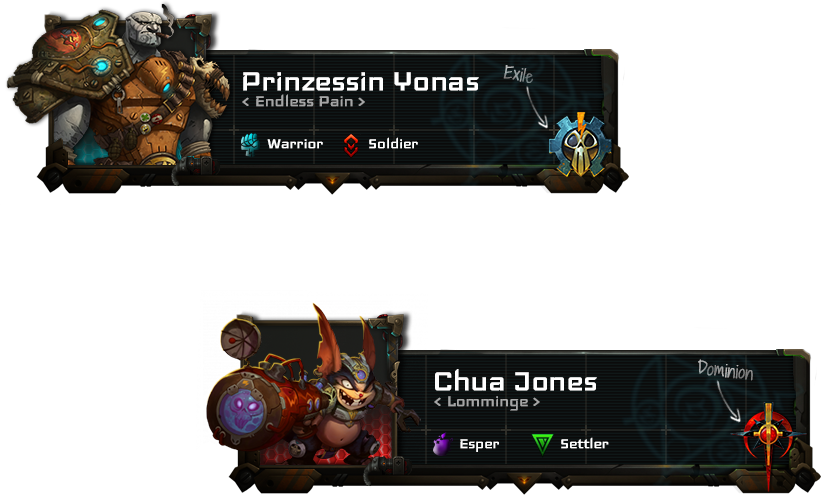 Exile
Prinzessin Yonas
< Endless Pain >
Warrior Soldier
Dominion
Chua Jones
< Lomminge >
Esper Settler